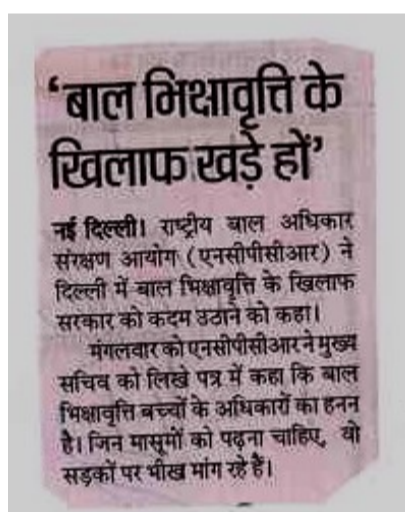 ‘बाल भिक्षावृत्ति के
खिलाफ खड़े हों’
नई दिल्ली। राष्ट्रीय बाल अधिकार
संरक्षण आयोग (एनसीपीसीआर) ने
दिल्ली में बाल भिक्षावृत्ति के खिलाफ
सरकार को कदम उठाने को कहा।
मंगलवार को एनसीपीसीआर ने मुख्य
सचिव को लिखे पत्र में कहा कि बाल
भिक्षावृत्ति बच्चों के अधिकारों का हनन
है। जिन मासूमों को पढ़ना चाहिए, वो
सड़कों पर भीख मांग रहे हैं।